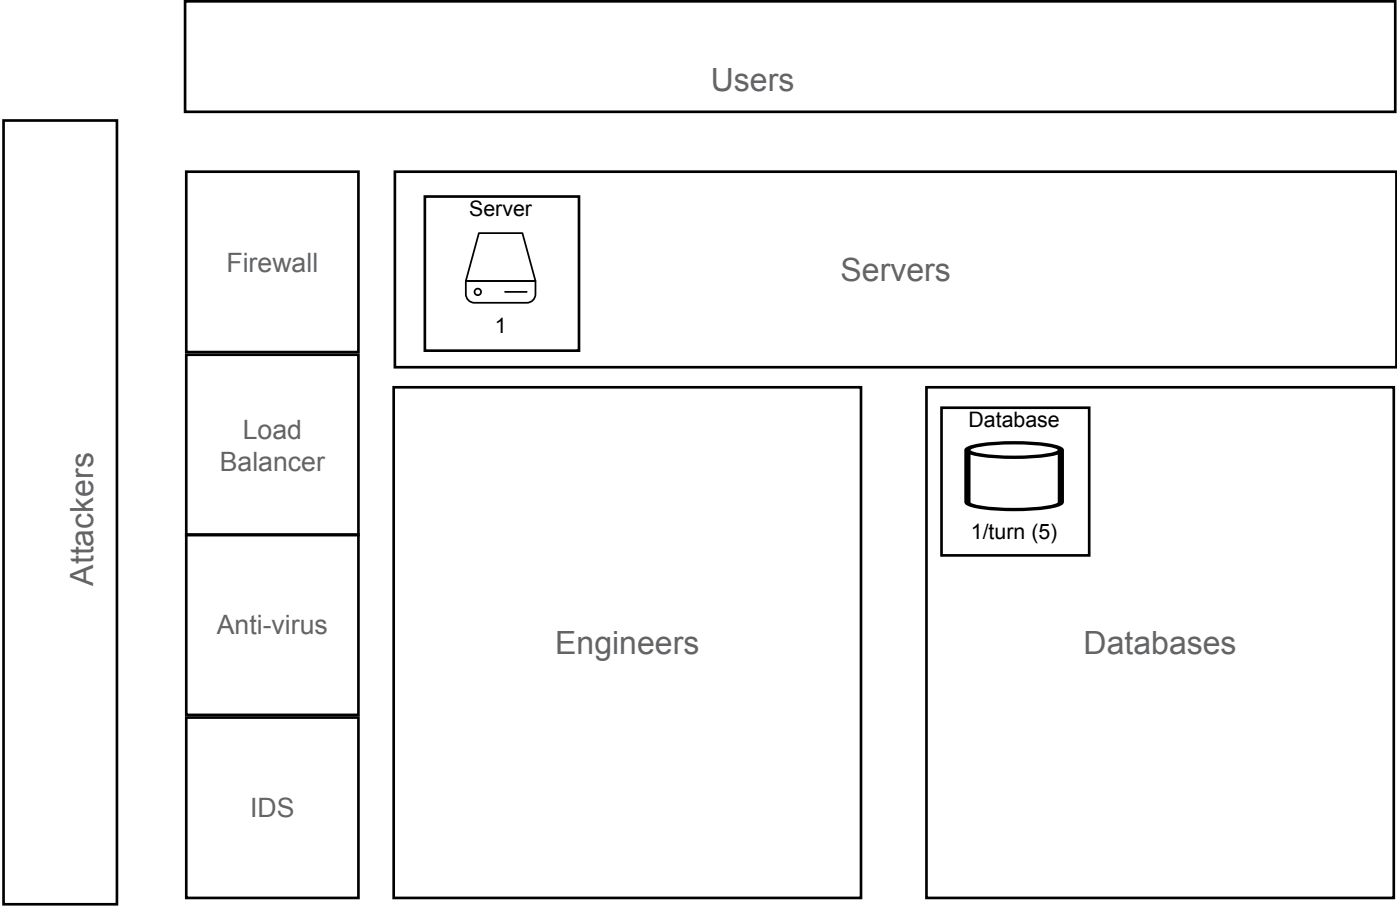 Users
Attackers
Firewall
Server
1
Servers
Load
Balancer
Anti-virus
IDS
Engineers
Database
1/turn (5)
Databases